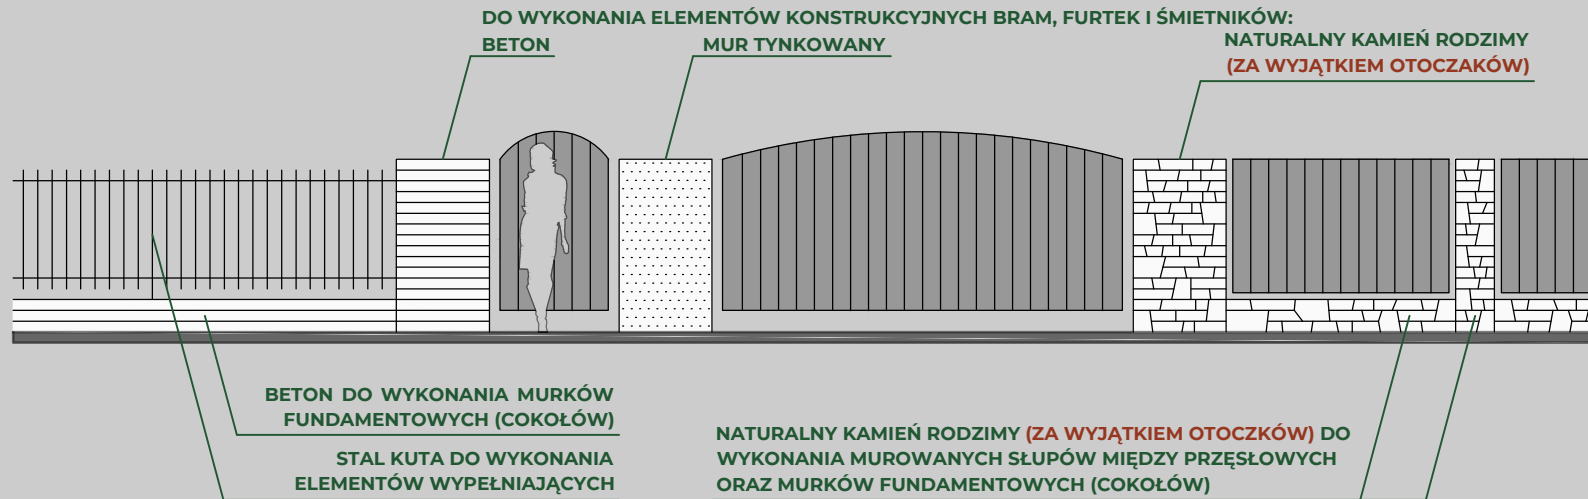 DO WYKONANIA ELEMENTÓW KONSTRUKCYJNYCH BRAM, FURTEK I ŚMIETNIKÓW:
BETON
MUR TYNKOWANY
NATURALNY KAMIEŃ RODZIMY
(ZA WYJĄTKIEM OTOCZAKÓW)
BETON DO WYKONANIA MURKÓW
FUNDAMENTOWYCH (COKOŁÓW)
STAL KUTA DO WYKONANIA
ELEMENTÓW WYPEŁNIAJĄCYCH
NATURALNY KAMIEŃ RODZIMY (ZA WYJĄTKIEM OTOCZKÓW) DO
WYKONANIA MUROWANYCH SŁUPÓW MIĘDZY PRZĘSŁOWYCH
ORAZ MURKÓW FUNDAMENTOWYCH (COKOŁÓW)